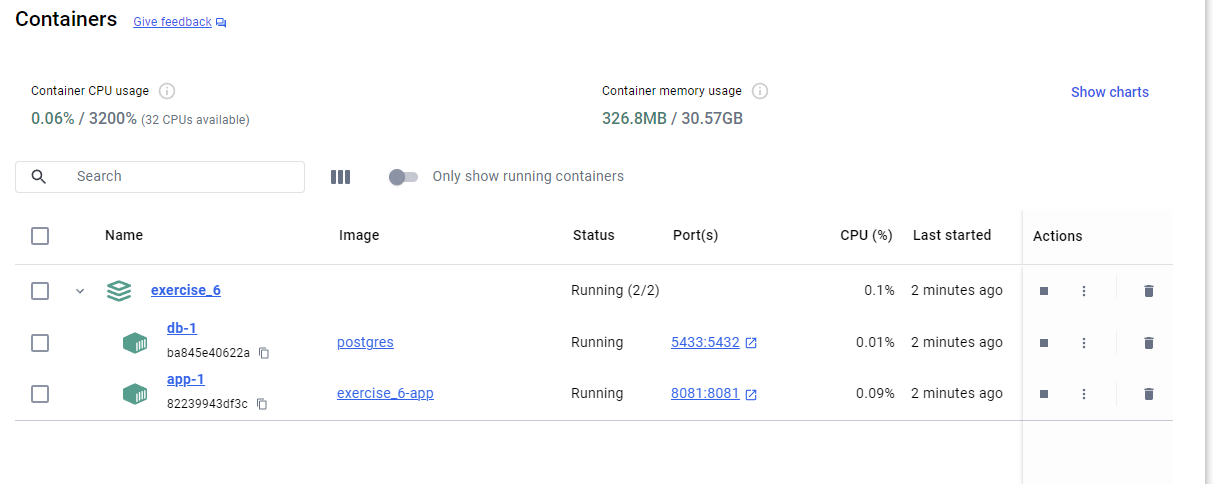 Containers Give feedback
Container CPU usage
0.06% / 3200% (32 CPUs available)
Container memory usage
326.8MB / 30.57GB
Show charts
Search
Only show running containers
Name Image Status Port(s) CPU (%) Last started Actions
exercise_6 Running (2/2) 0.1% 2 minutes ago
db-1
ba845e40622a
postgres Running 5433:5432 0.01% 2 minutes ago
app-1
82239943df3c
exercise_6-app Running 8081:8081 0.09% 2 minutes ago